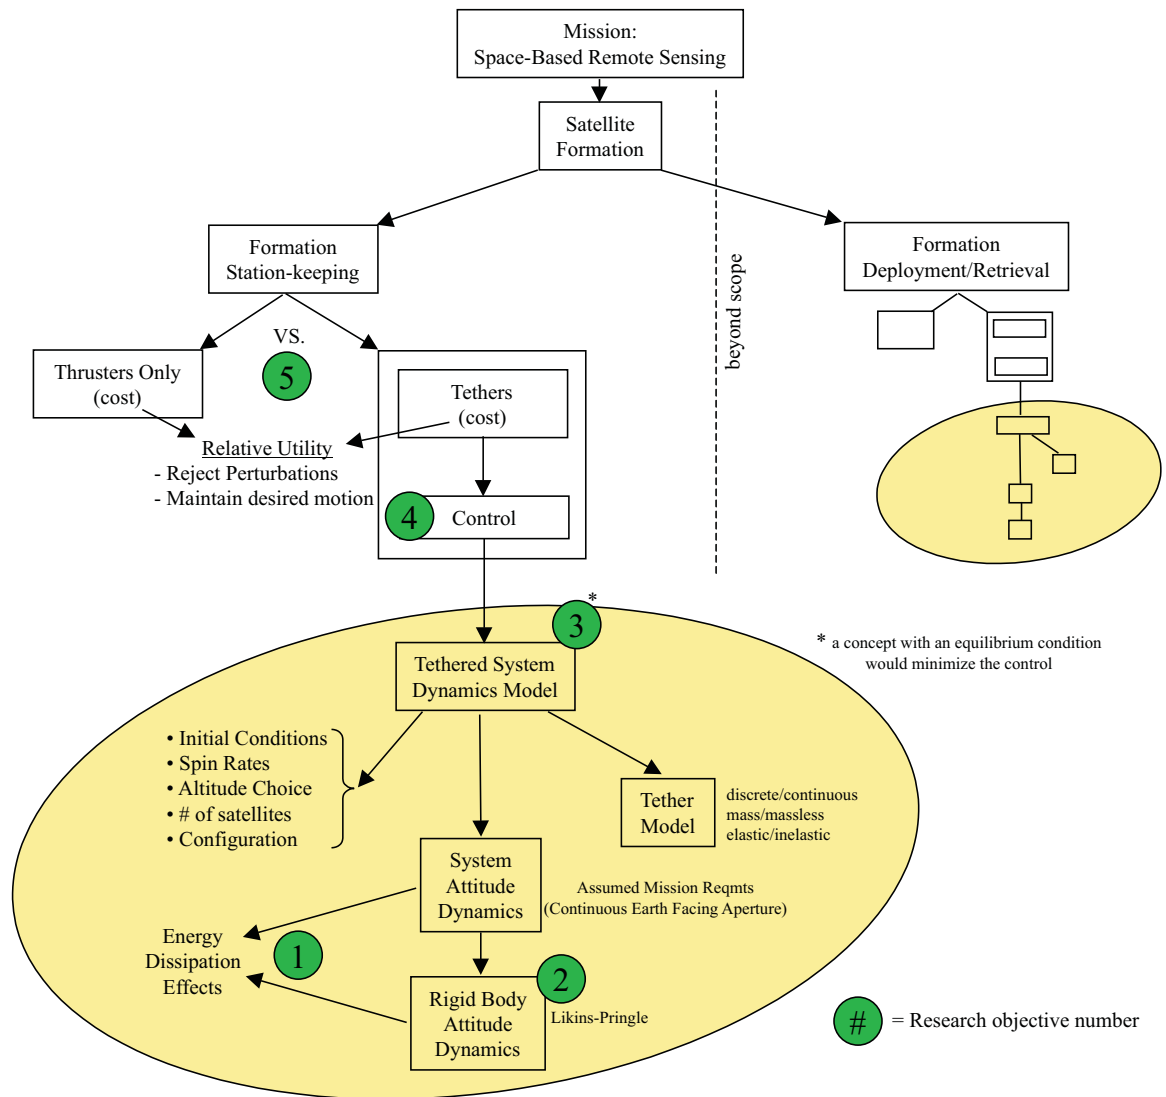 Mission:
Space-Based Remote Sensing
Satellite
Formation
Formation
Station-keeping
Formation
Deployment/Retrieval
beyond scope
VS.
5
Thrusters Only
(cost)
Tethers
(cost)
Relative Utility
- Reject Perturbations
- Maintain desired motion
4
Control
3
*
Tethered System
Dynamics Model
* a concept with an equilibrium condition
would minimize the control
• Initial Conditions
• Spin Rates
• Altitude Choice
• # of satellites
• Configuration
Tether
Model
discrete/continuous
mass/massless
elastic/inelastic
System
Attitude
Dynamics
Assumed Mission Reqmts
(Continuous Earth Facing Aperture)
Energy
Dissipation
Effects
1
2
Rigid Body
Attitude
Dynamics
Likins-Pringle
# = Research objective number